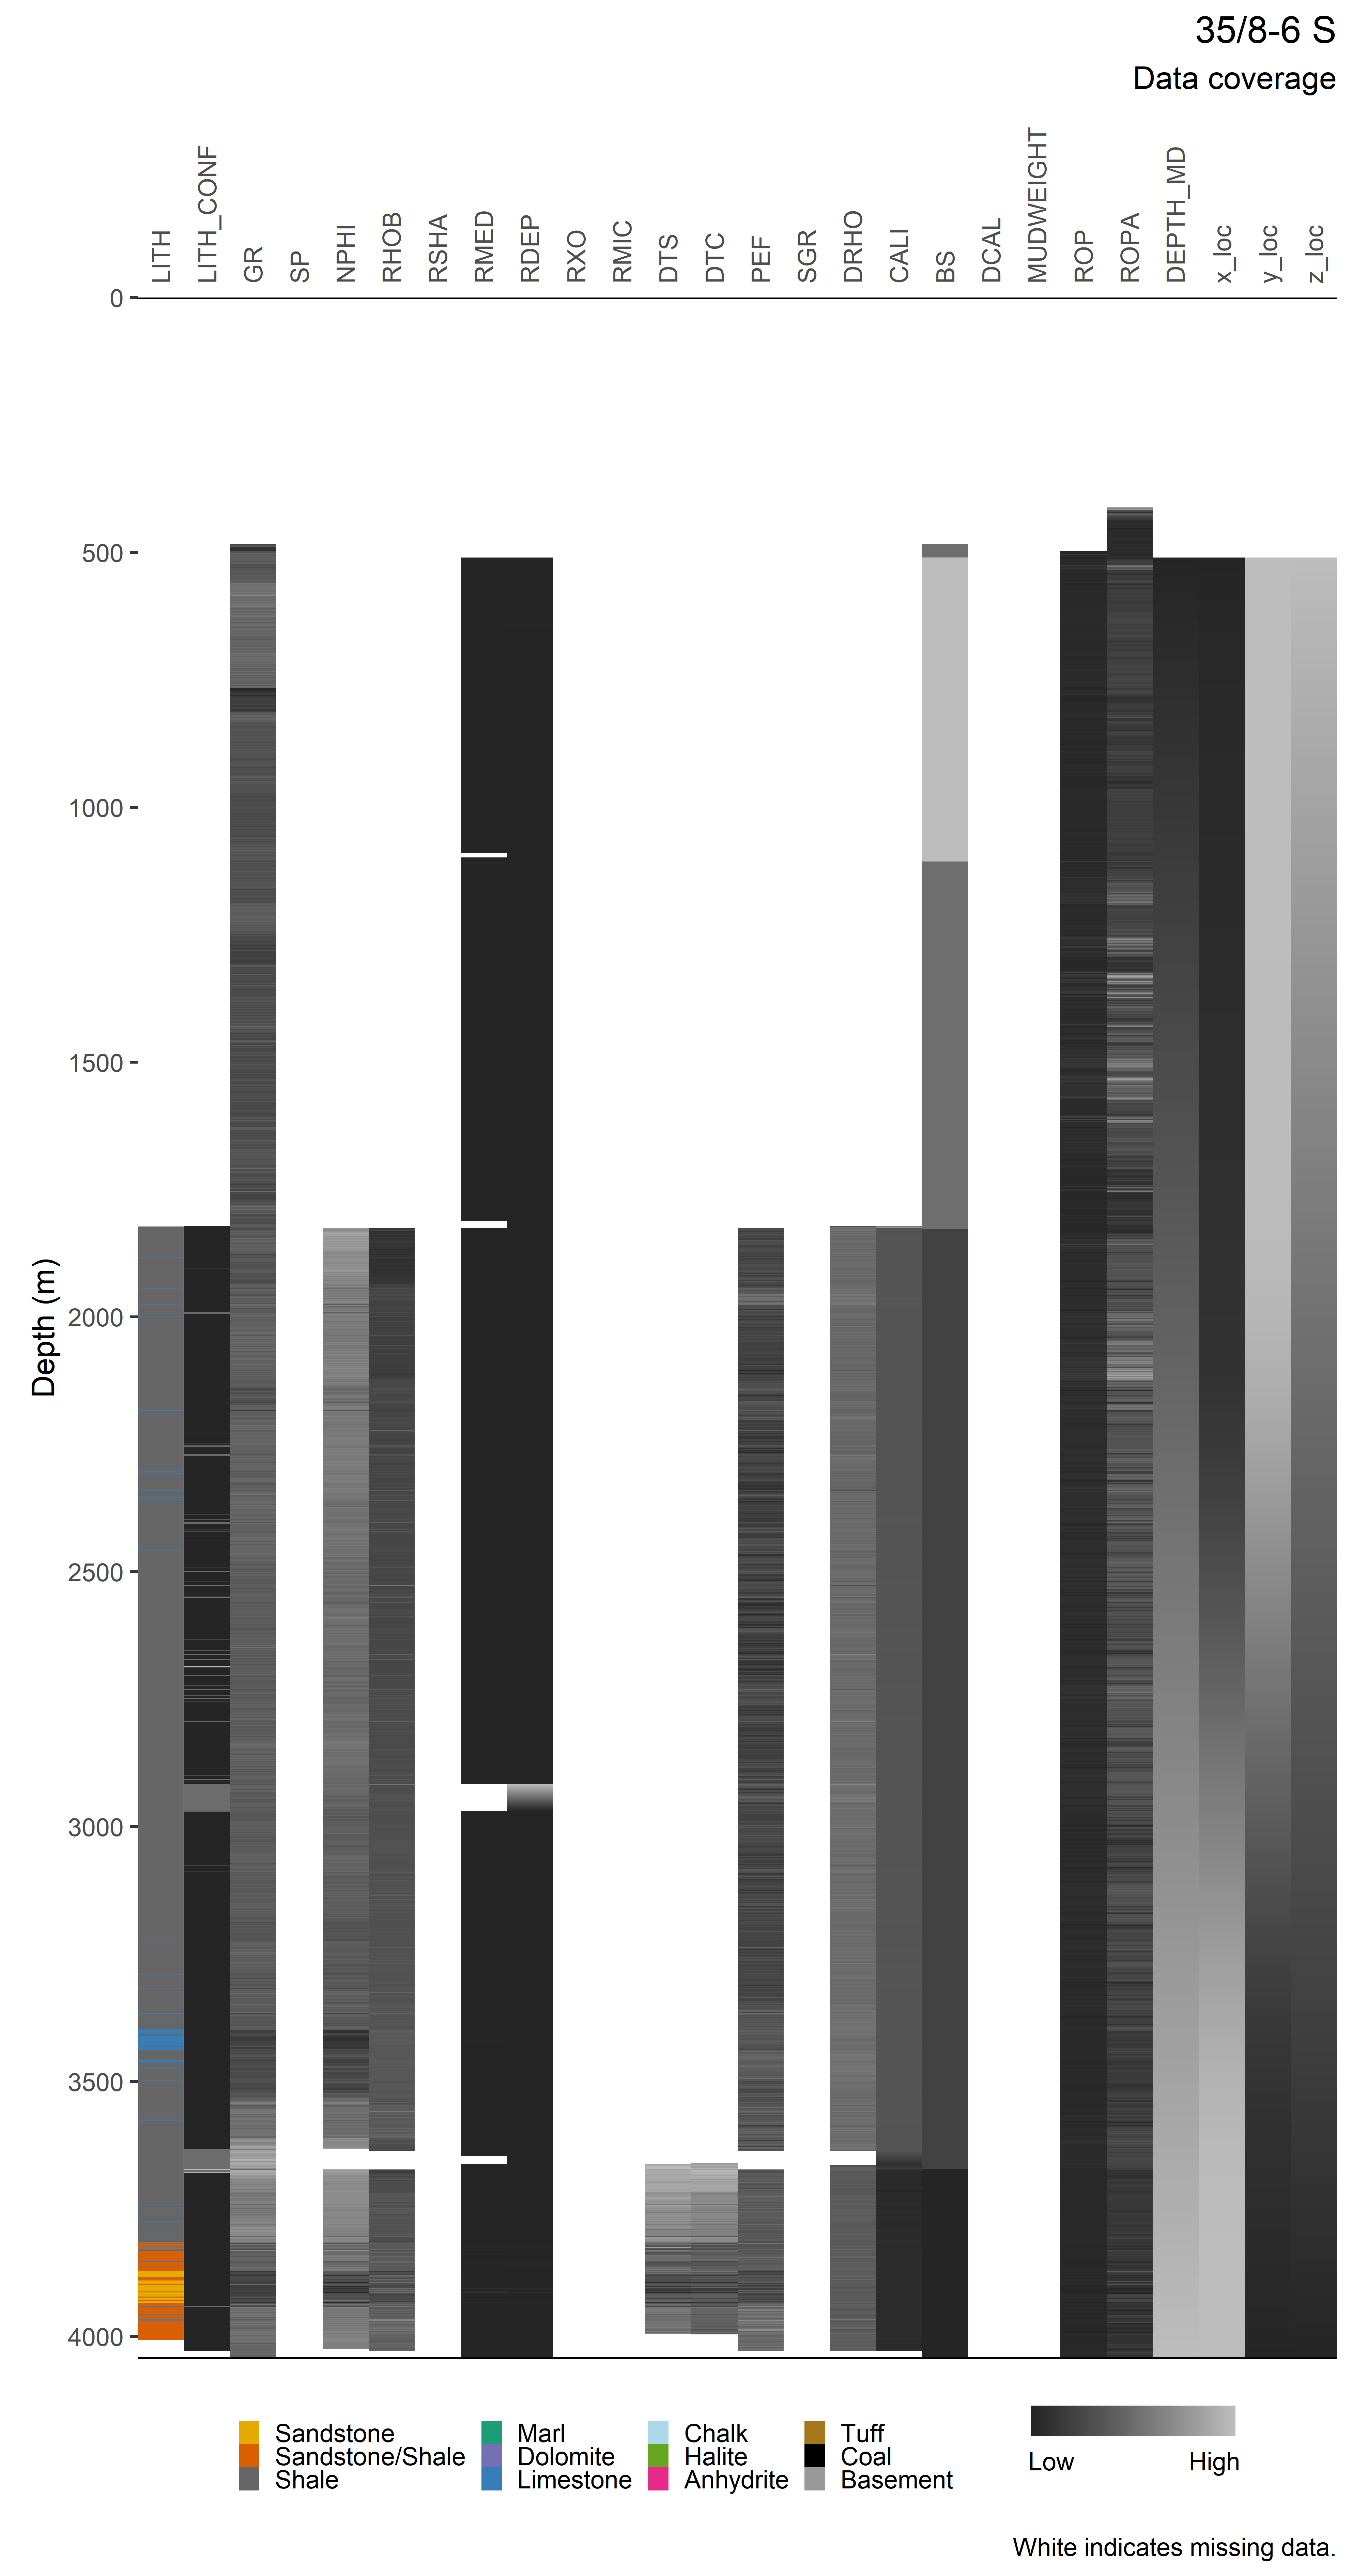 35/8-6 S
Data coverage
LITH
LITH_CONF
GR
SP
NPHI
RHOB
RSHA
RMED
RDEP
RXO
RMIC
DTS
DTC
PEF
SGR
DRHO
CALI
BS
DCAL
MUDWEIGHT
ROP
ROPA
DEPTH_MD
x_loc
y_loc
z_loc
0
500
1000
1500
2000
2500
3000
3500
4000
Depth (m)
Sandstone
Sandstone/Shale
Shale
Marl
Dolomite
Limestone
Chalk
Halite
Anhydrite
Tuff
Coal
Basement
Low
High
White indicates missing data.